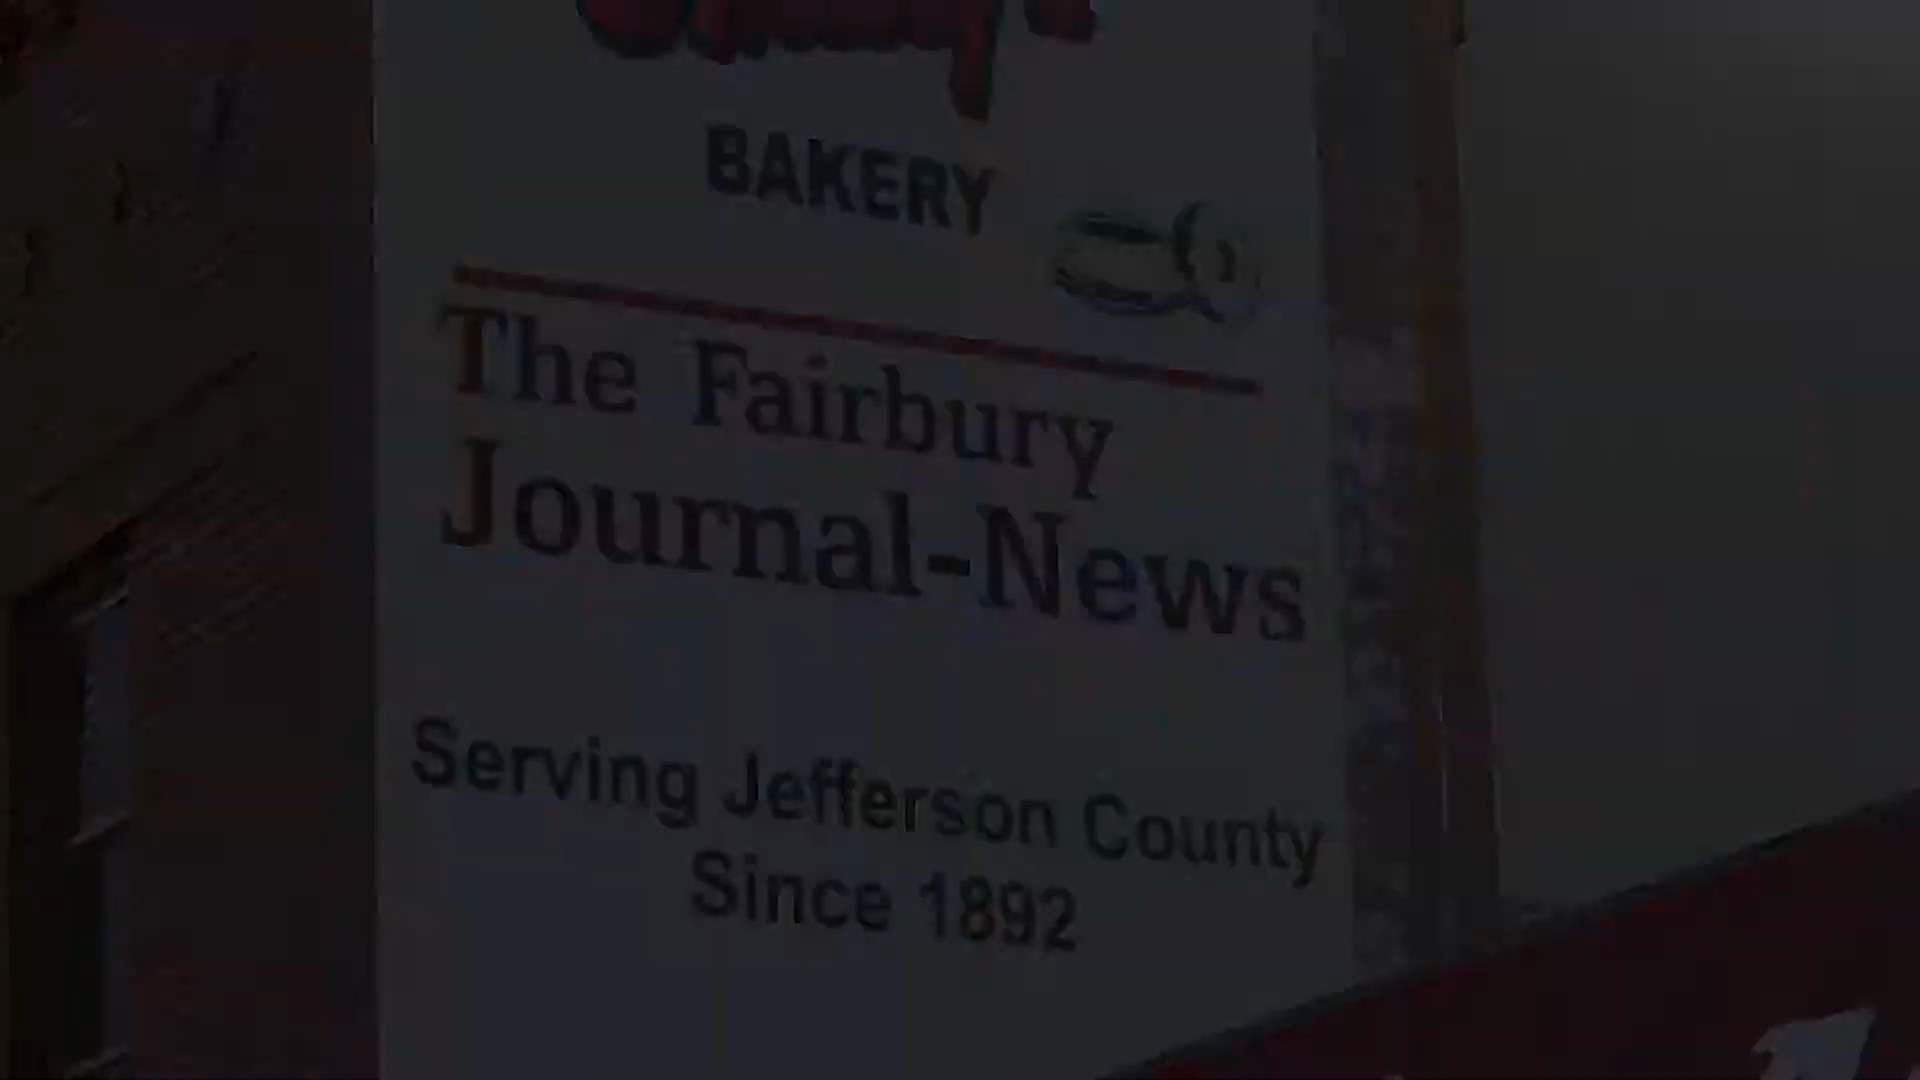 BAKERY
The Fairbury
Journal-News
Serving Jefferson County
Since 1892